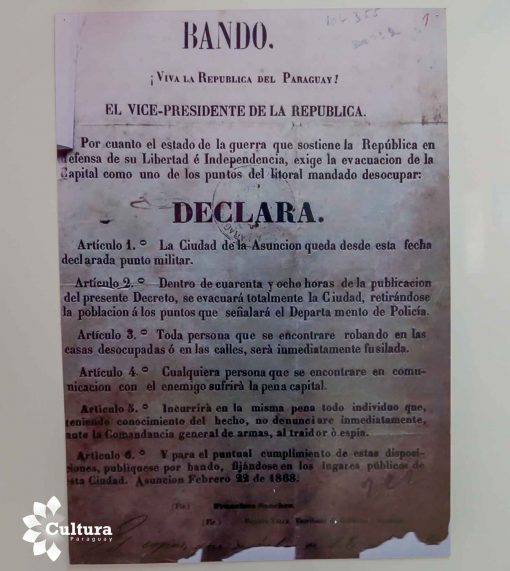 BANDO.
¡VIVA LA REPUBLICA DEL PARAGUAY!
EL VICE-PRESIDENTE DE LA REPUBLICA.
Por cuanto el estado de la guerra que sostiene la República en
defensa de su Libertad é Independencia, exige la evacuacion de la
Capital como uno de los puntos del litoral mandado desocupar:
DECLARA.
Artículo 1.º La Ciudad de la Asuncion queda desde esta fecha
declarada punto militar.
Artículo 2.º Dentro de cuarenta y ocho horas de la publicacion
del presente Decreto, se evacuará totalmente la Ciudad, retirándose
la poblacion á los puntos que señalará el Departamento de Policía.
Artículo 3.º Toda persona que se encontrare robando en las
casas desocupadas ó en las calles, serà inmediatamente fusilada.
Artículo 4.º Cualquiera persona que se encontrare en comu-
nicacion con el enemigo sufrirà la pena capital.
Artículo 5.º Incurrirà en la misma pena todo individuo que,
teniendo conocimiento del hecho, no denunciare inmediatamente,
ante la Comandancia general de armas, al traidor ò espia.
Artículo 6.º Y para el puntual cumplimiento de estas disposi-
ciones, publíquese por bando, fijándose en los lugares públicos de
esta Ciudad. Asuncion Febrero 22 de 1868.
Francisco Sanchez.
Cultura
Paraguay